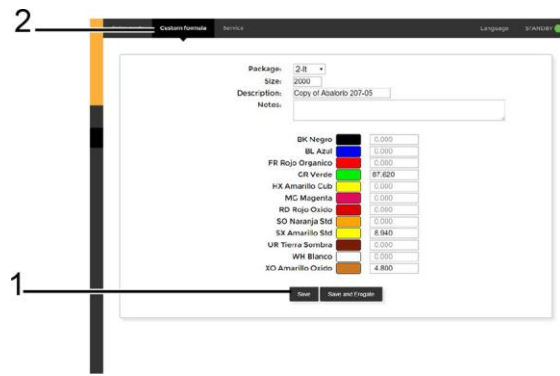 2
Custom formula Service Language STANDBY
Package: 2-lt
Size: 2000
Description: Copy of Abalorio 207-05
Notes:
BK Negro 0.000
BL Azul 0.000
FR Rojo Organico 0.000
GR Verde 67.620
HX Amarillo Cub 0.000
MG Magenta 0.000
RD Rojo Oxido 0.000
SO Naranja Std 0.000
SX Amarillo Std 8.940
UR Tierra Sombra 0.000
WH Blanco 0.000
XO Amarillo Oxido 4.800
1
Save Save and Erogate